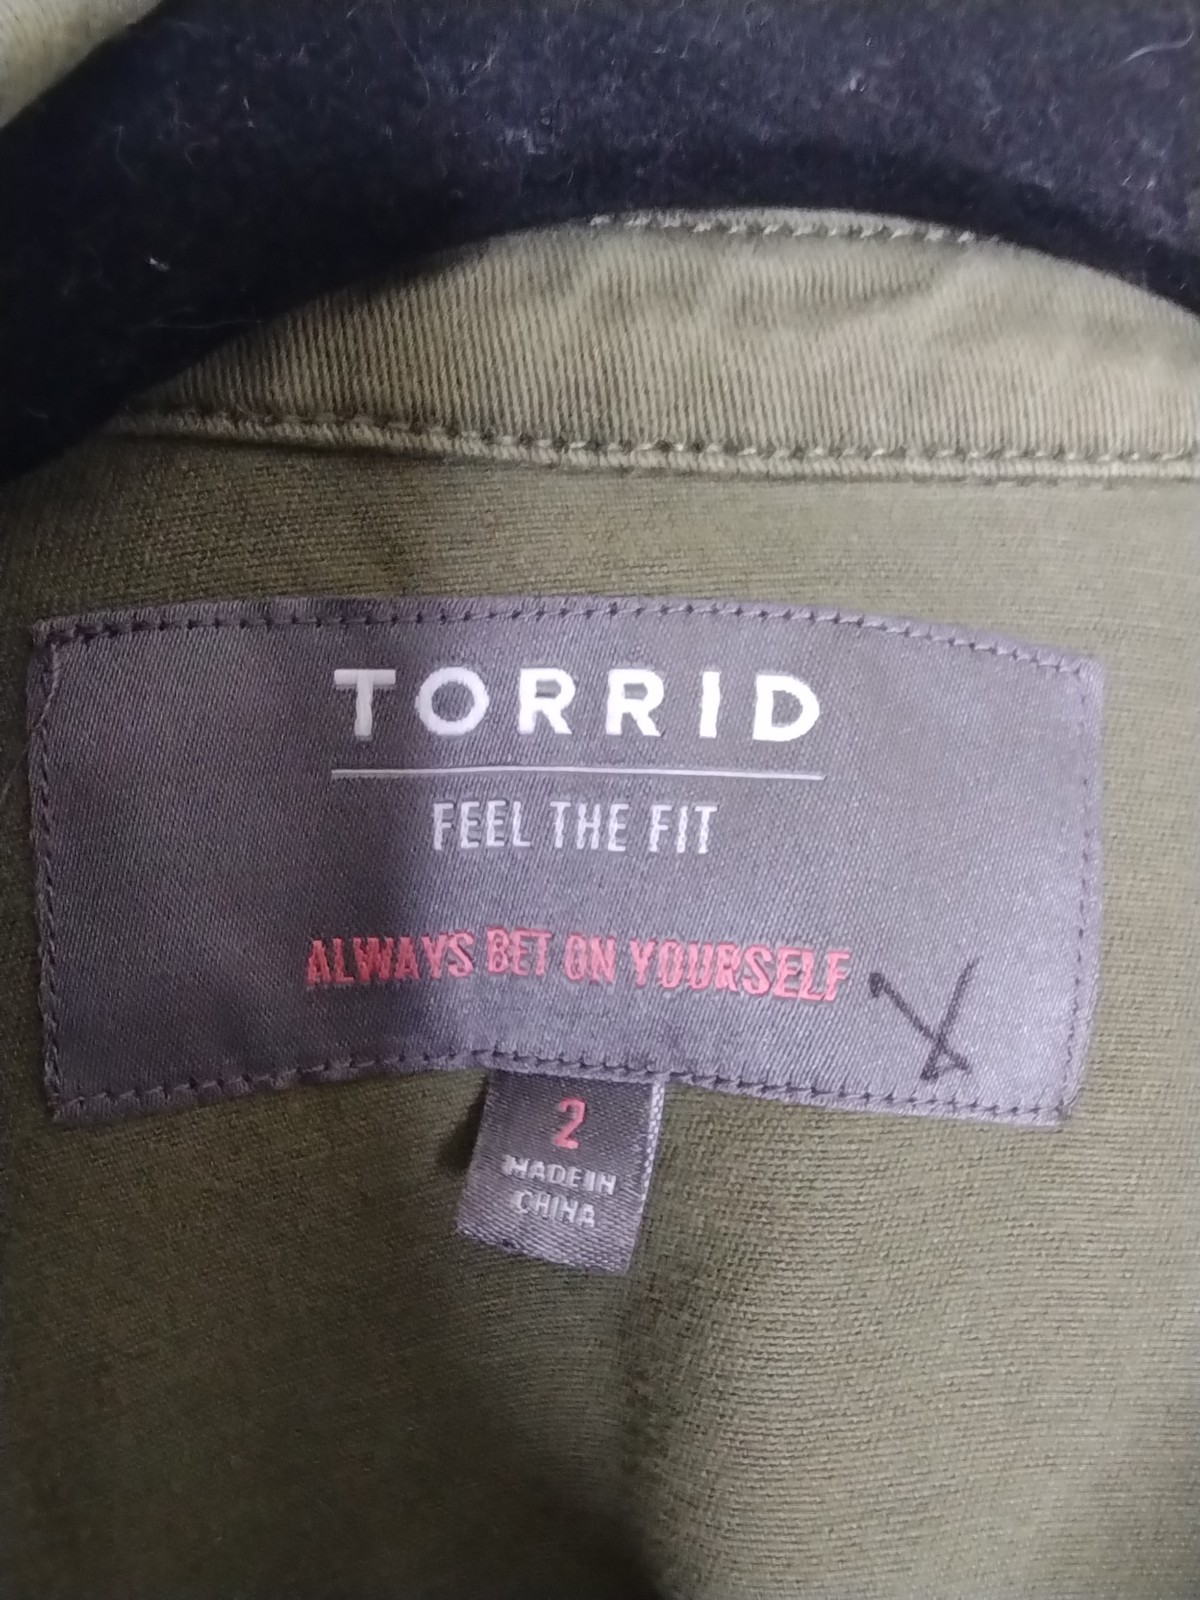 TORRID
FEEL THE FIT
ALWAYS BET ON YOURSELF
2
MADE IN
CHINA